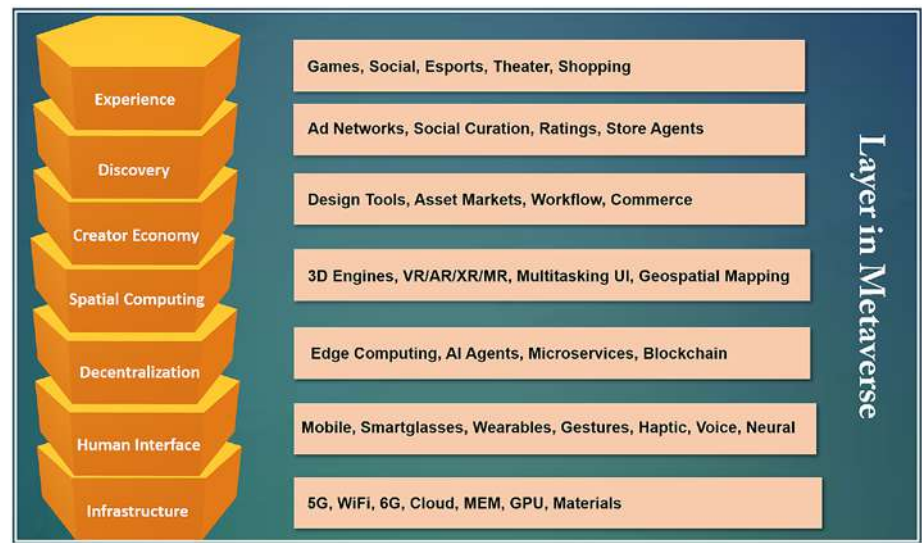 Experience
Games, Social, Esports, Theater, Shopping
Discovery
Ad Networks, Social Curation, Ratings, Store Agents
Creator Economy
Design Tools, Asset Markets, Workflow, Commerce
Spatial Computing
3D Engines, VR/AR/XR/MR, Multitasking UI, Geospatial Mapping
Decentralization
Edge Computing, AI Agents, Microservices, Blockchain
Human Interface
Mobile, Smartglasses, Wearables, Gestures, Haptic, Voice, Neural
Infrastructure
5G, WiFi, 6G, Cloud, MEM, GPU, Materials
Layer in Metaverse